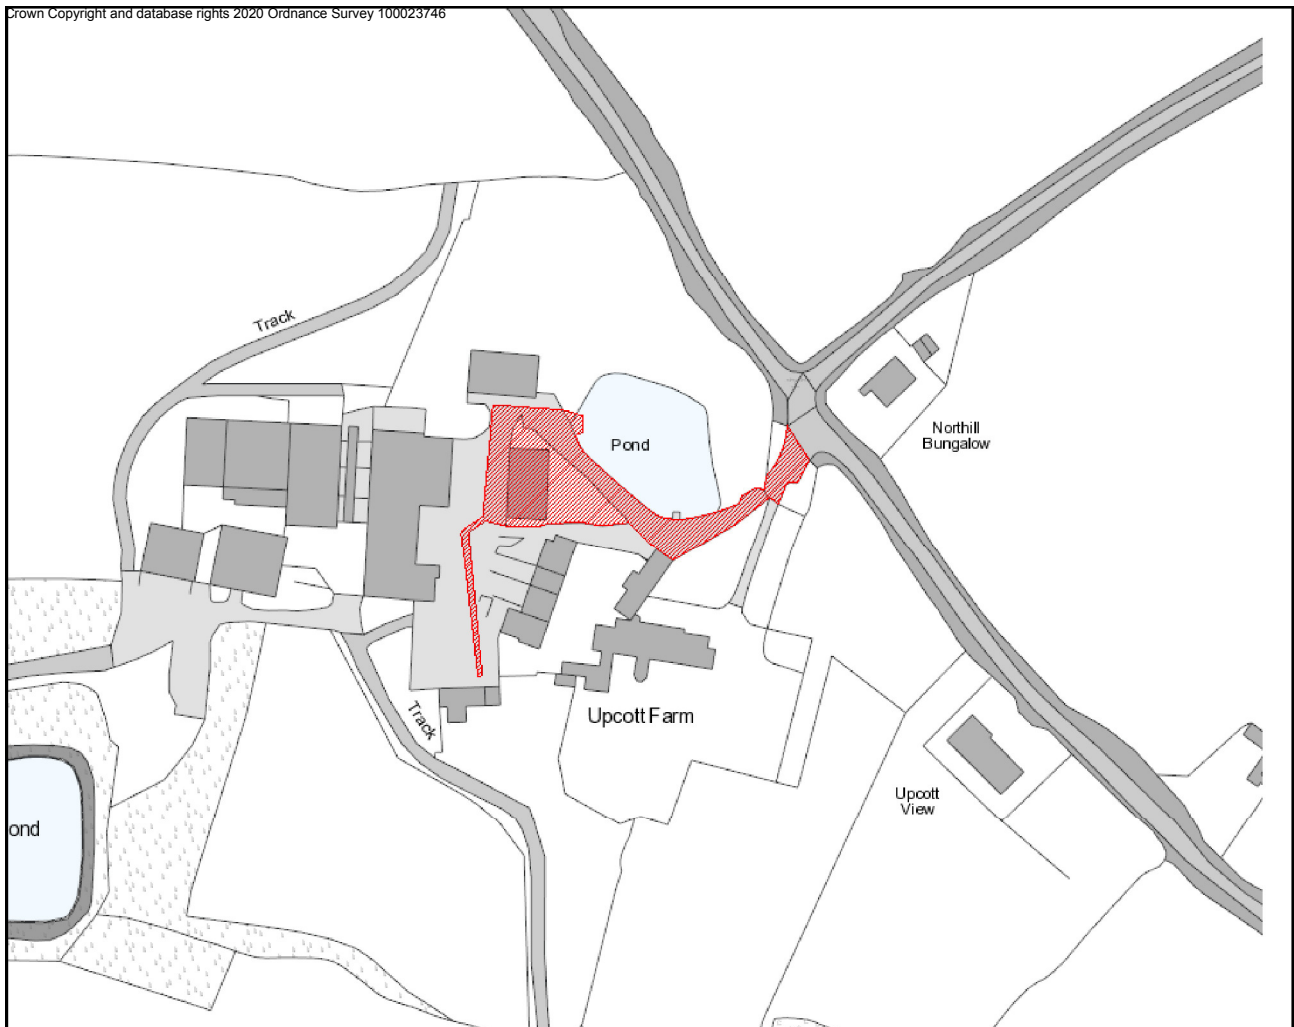 Crown Copyright and database rights 2020 Ordnance Survey 100023746
Track
Pond
Northill
Bungalow
Upcott Farm
Track
Upcott
View
ond